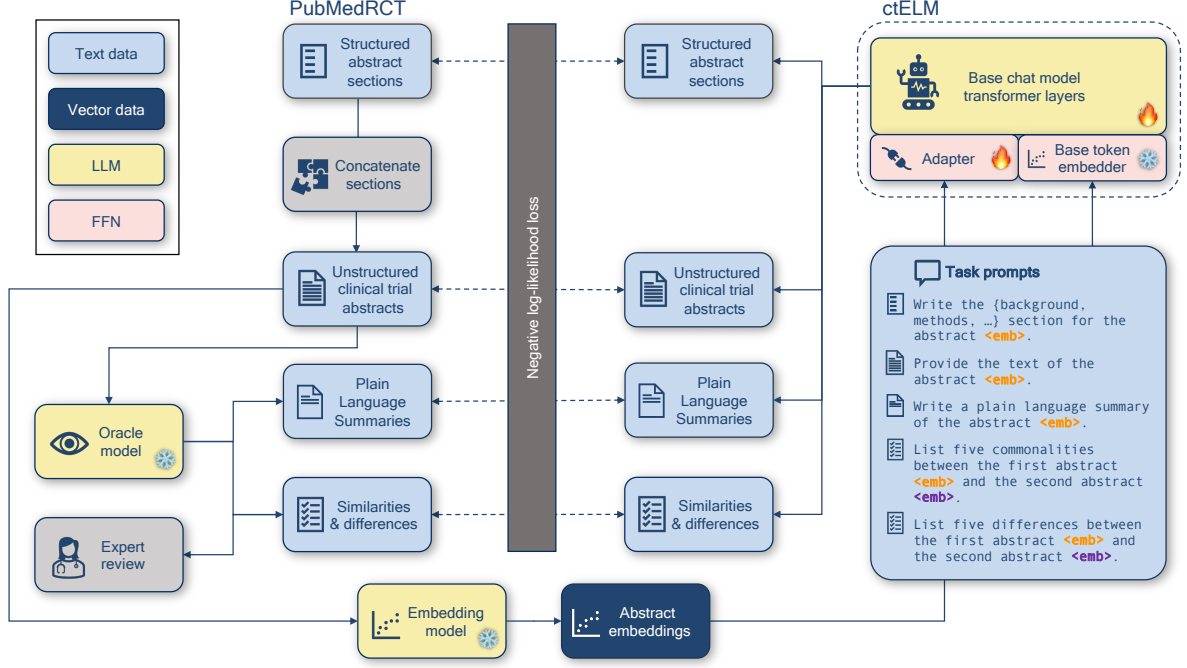 PubMedRCT
ctELM
Text data
Vector data
LLM
FFN
Structured
abstract
sections
Concatenate
sections
Unstructured
clinical trial
abstracts
Plain
Language
Summaries
Similarities
& differences
Oracle
model
Expert
review
Negative log-likelihood loss
Structured
abstract
sections
Unstructured
clinical trial
abstracts
Plain
Language
Summaries
Similarities
& differences
Base chat model
transformer layers
Adapter
Base token
embedder
Task prompts
Write the {background,
methods, …} section for the
abstract <emb>.
Provide the text of the
abstract <emb>.
Write a plain language summary
of the abstract <emb>.
List five commonalities
between the first abstract
<emb> and the second abstract
<emb>.
List five differences between
the first abstract <emb> and
the second abstract <emb>.
Embedding
model
Abstract
embeddings